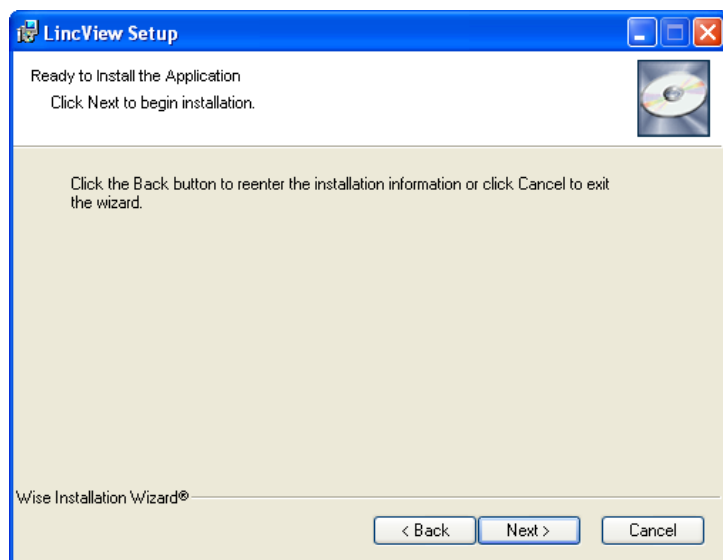 LincView Setup
Ready to Install the Application
Click Next to begin installation.
Click the Back button to reenter the installation information or click Cancel to exit
the wizard.
Wise Installation Wizard®
< Back
Next >
Cancel